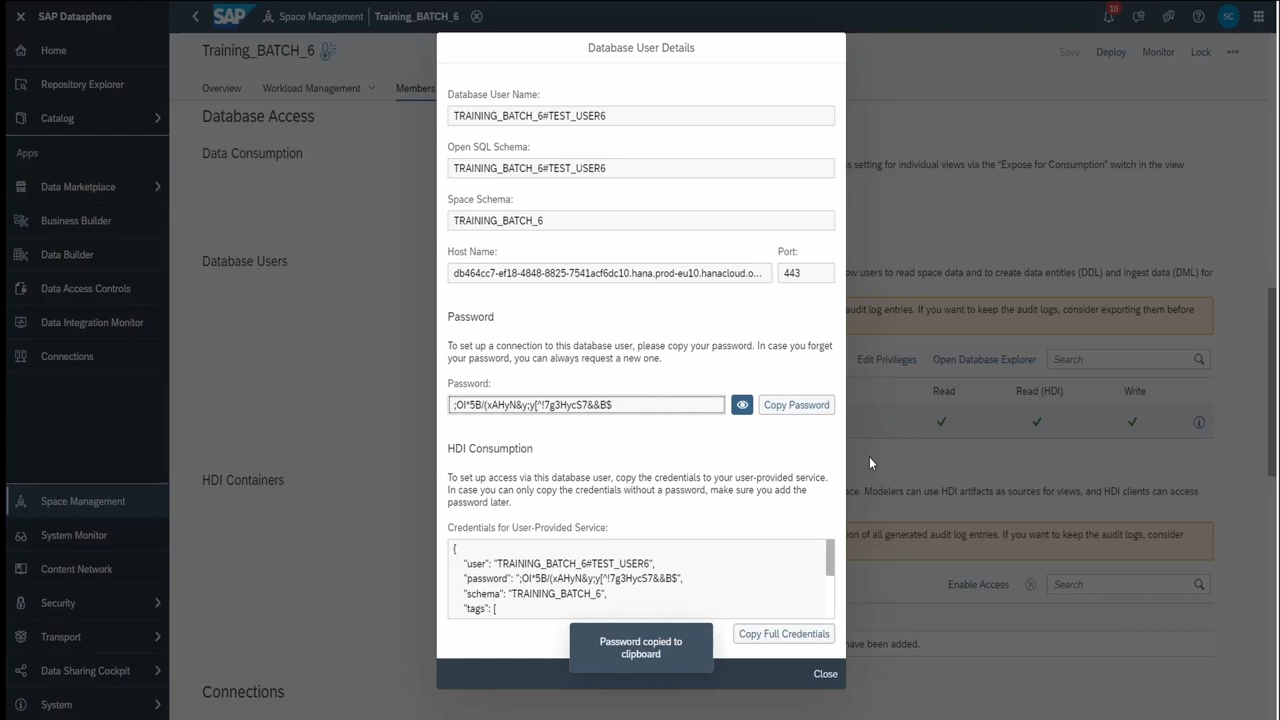 SAP Datasphere
SAP
Space Management
Training_BATCH_6
10
SC
Home
Repository Explorer
Catalog
Apps
Data Marketplace
Business Builder
Data Builder
Data Access Controls
Data Integration Monitor
Connections
Space Management
System Monitor
Content Network
Security
Transport
Data Sharing Cockpit
System
Training_BATCH_6
Save
Deploy
Monitor
Lock
Overview
Workload Management
Members
Database Access
Data Consumption
s setting for individual views via the “Expose for Consumption” switch in the view
Database Users
ow users to read space data and to create data entities (DDL) and ingest data (DML) for
audit log entries. If you want to keep the audit logs, consider exporting them before
Edit Privileges
Open Database Explorer
Search
Read
Read (HDI)
Write
HDI Containers
ace. Modelers can use HDI artifacts as sources for views, and HDI clients can access
on of all generated audit log entries. If you want to keep the audit logs, consider
Enable Access
Search
have been added.
Connections
Database User Details
Database User Name:
TRAINING_BATCH_6#TEST_USER6
Open SQL Schema:
TRAINING_BATCH_6#TEST_USER6
Space Schema:
TRAINING_BATCH_6
Host Name:
Port:
db464cc7-ef18-4848-8825-7541acf6dc10.hana.prod-eu10.hanacloud.o...
443
Password
To set up a connection to this database user, please copy your password. In case you forget
your password, you can always request a new one.
Password:
;OI*5B/(xAHyN&y;y[^!7g3HycS7&&B$
Copy Password
HDI Consumption
To set up access via this database user, copy the credentials to your user-provided service.
In case you can only copy the credentials without a password, make sure you add the
password later.
Credentials for User-Provided Service:
{
"user": "TRAINING_BATCH_6#TEST_USER6",
"password": ";OI*5B/(xAHyN&y;y[^!7g3HycS7&&B$",
"schema": "TRAINING_BATCH_6",
"tags": [
Copy Full Credentials
Password copied to
clipboard
Close